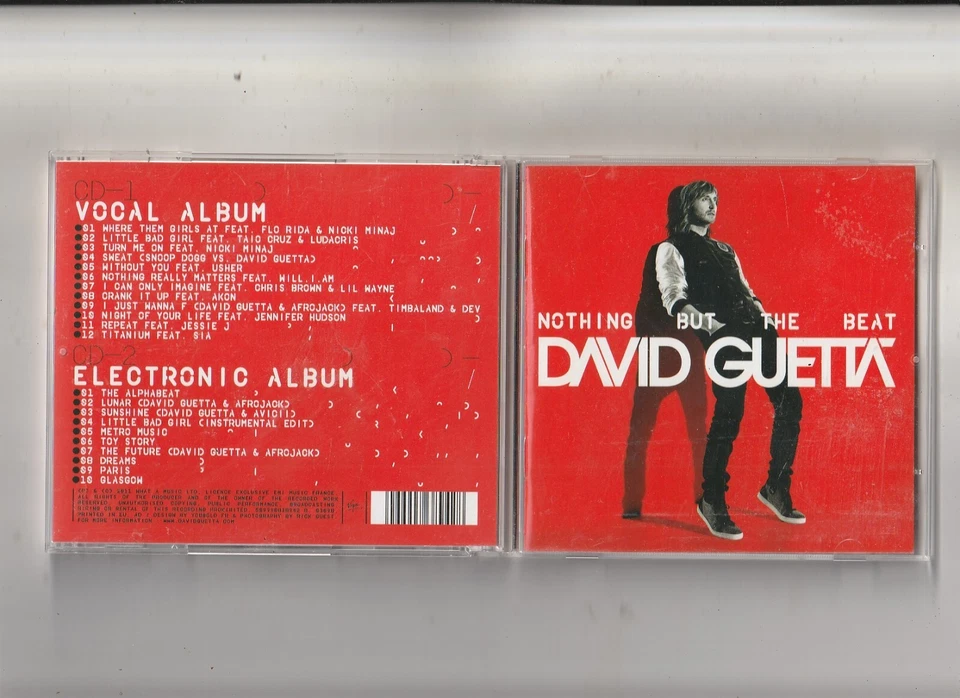 CD-1
VOCAL ALBUM
01 WHERE THEM GIRLS AT FEAT. FLO RIDA & NICKI MINAJ
02 LITTLE BAD GIRL FEAT. TAIO CRUZ & LUDACRIS
03 TURN ME ON FEAT. NICKI MINAJ
04 SWEAT (SNOOP DOGG VS. DAVID GUETTA)
05 WITHOUT YOU FEAT. USHER
06 NOTHING REALLY MATTERS FEAT. WILL.I.AM
07 I CAN ONLY IMAGINE FEAT. CHRIS BROWN & LIL WAYNE
08 CRANK IT UP FEAT. AKON
09 I JUST WANNA F (DAVID GUETTA & AFROJACK) FEAT. TIMBALAND & DEV
10 NIGHT OF YOUR LIFE FEAT. JENNIFER HUDSON
11 REPEAT FEAT. JESSIE J
12 TITANIUM FEAT. SIA
CD-2
ELECTRONIC ALBUM
01 THE ALPHABEAT
02 LUNAR (DAVID GUETTA & AFROJACK)
03 SUNSHINE (DAVID GUETTA & AVICII)
04 LITTLE BAD GIRL (INSTRUMENTAL EDIT)
05 METRO MUSIC
06 TOY STORY
07 THE FUTURE (DAVID GUETTA & AFROJACK)
08 DREAMS
09 PARIS
10 GLASGOW
FOR MORE INFORMATION WWW.DAVIDGUETTA.COM
NOTHING BUT THE BEAT
DAVID GUETTA